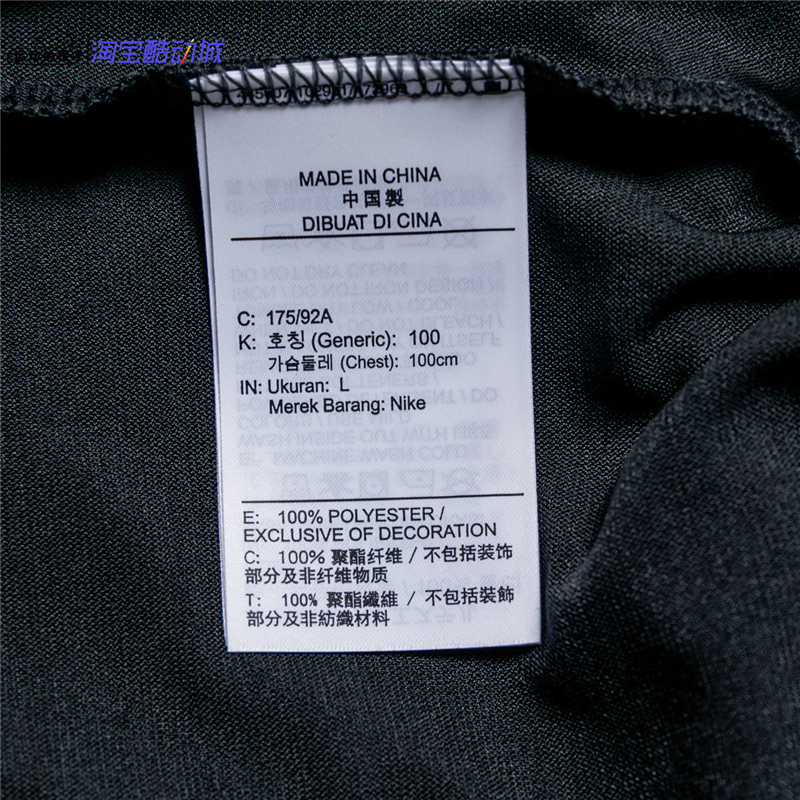 淘宝酷动城
MADE IN CHINA
中国製
DIBUAT DI CINA
C: 175/92A
K: 호칭 (Generic): 100
가슴둘레 (Chest): 100cm
IN: Ukuran: L
Merek Barang: Nike
E: 100% POLYESTER /
EXCLUSIVE OF DECORATION
C: 100% 聚酯纤维 / 不包括装饰
部分及非纤维物质
T: 100% 聚酯纖維 / 不包括裝飾
部分及非紡織材料